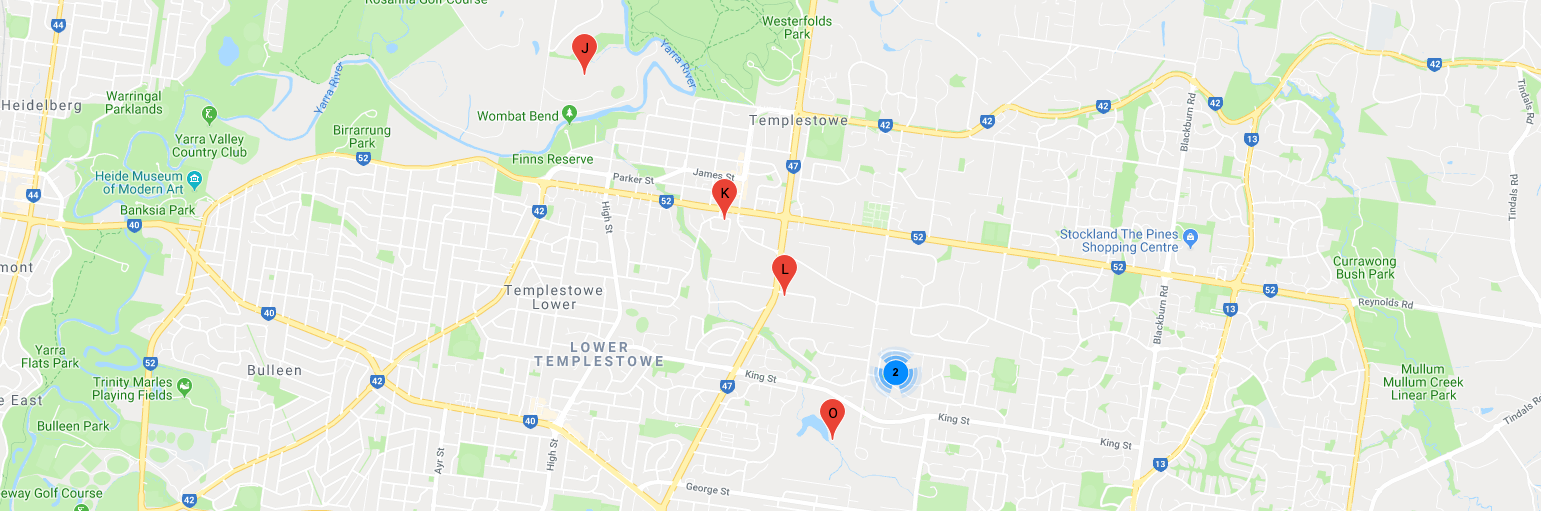 Rosanna Golf Course
44
Westerfolds
Park
J
Yarra River
42
Tindals Rd
Heidelberg
Warringal
Parklands
Yarra River
Wombat Bend
Templestowe
42
42
42
42
Blackburn Rd
13
Yarra Valley
Country Club
Birrarung
Park
52
Finns Reserve
47
Heide Museum
of Modern Art
44
Parker St
James St
K
52
Tindals Rd
Banksia Park
40
42
High St
52
Stockland The Pines
Shopping Centre
mont
L
52
Currawong
Bush Park
Templestowe
Lower
52
Reynolds Rd
40
13
Blackburn Rd
LOWER
TEMPLESTOWE
Yarra
Flats Park
52
Bulleen
42
47
King St
2
Trinity Marles
Playing Fields
Mullum
Mullum Creek
Linear Park
e East
Bulleen Park
40
O
King St
King St
Tindals Rd
Ayr St
High St
13
eway Golf Course
42
George St